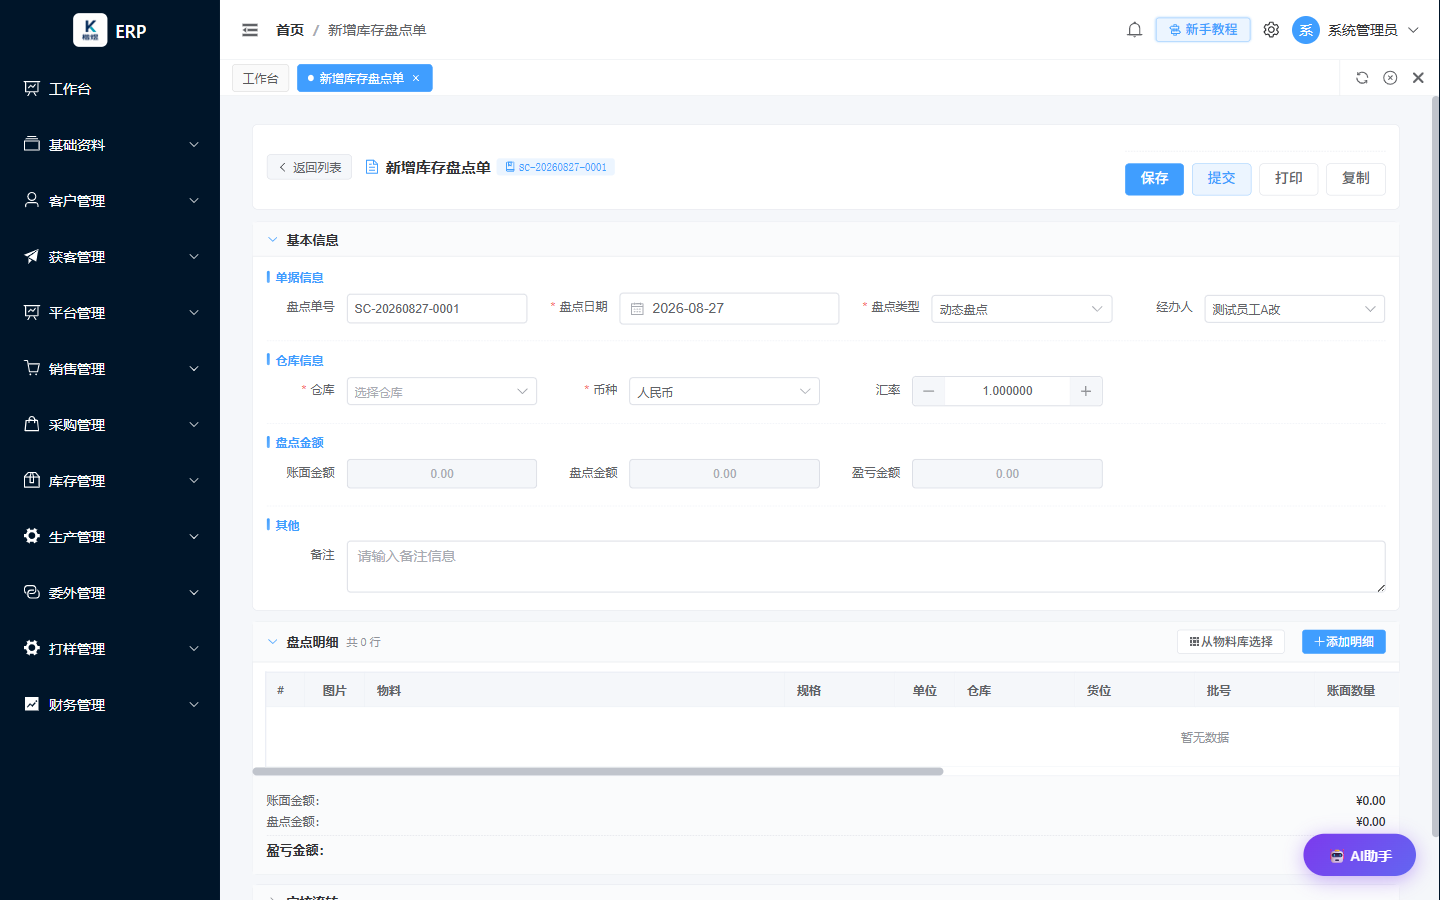 K
ERP
首页 / 新增库存盘点单
新手教程
系
系统管理员
工作台
新增库存盘点单
工作台
基础资料
客户管理
获客管理
平台管理
销售管理
采购管理
库存管理
生产管理
委外管理
打样管理
财务管理
返回列表
新增库存盘点单
SC-20260827-0001
保存
提交
打印
复制
基本信息
单据信息
盘点单号 SC-20260827-0001
* 盘点日期 2026-08-27
* 盘点类型 动态盘点
经办人 测试员工A改
仓库信息
* 仓库 选择仓库
* 币种 人民币
汇率 1.000000
盘点金额
账面金额 0.00
盘点金额 0.00
盈亏金额 0.00
其他
备注 请输入备注信息
盘点明细 共 0 行
从物料库选择
添加明细
# 图片 物料 规格 单位 仓库 货位 批号 账面数量
暂无数据
账面金额: ¥0.00
盘点金额: ¥0.00
盈亏金额:
AI助手